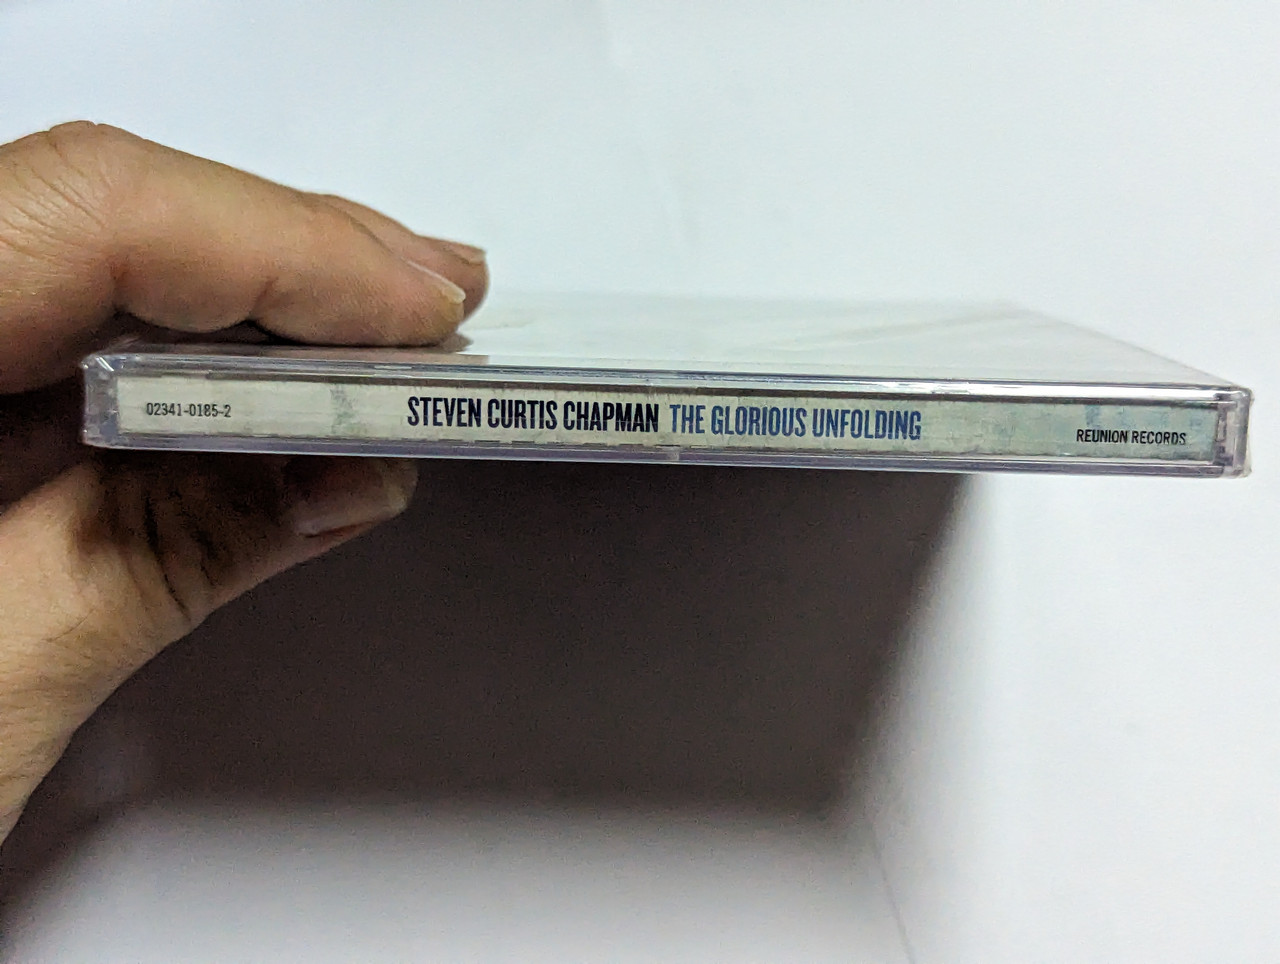 02341-0185-2
STEVEN CURTIS CHAPMAN THE GLORIOUS UNFOLDING
REUNION RECORDS